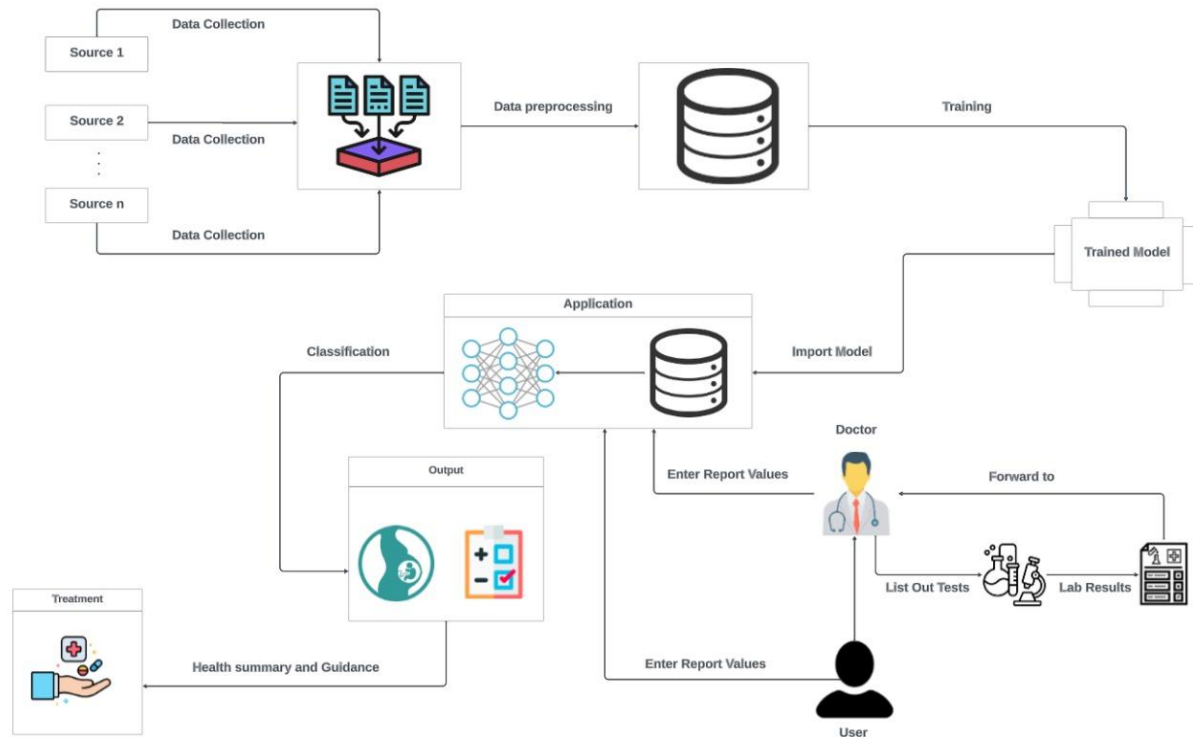 Data Collection
Source 1
Source 2
Data Collection
Source n
Data Collection
Data preprocessing
Training
Trained Model
Application
Classification
Import Model
Doctor
Output
Enter Report Values
Forward to
List Out Tests
Lab Results
Treatment
Health summary and Guidance
Enter Report Values
User